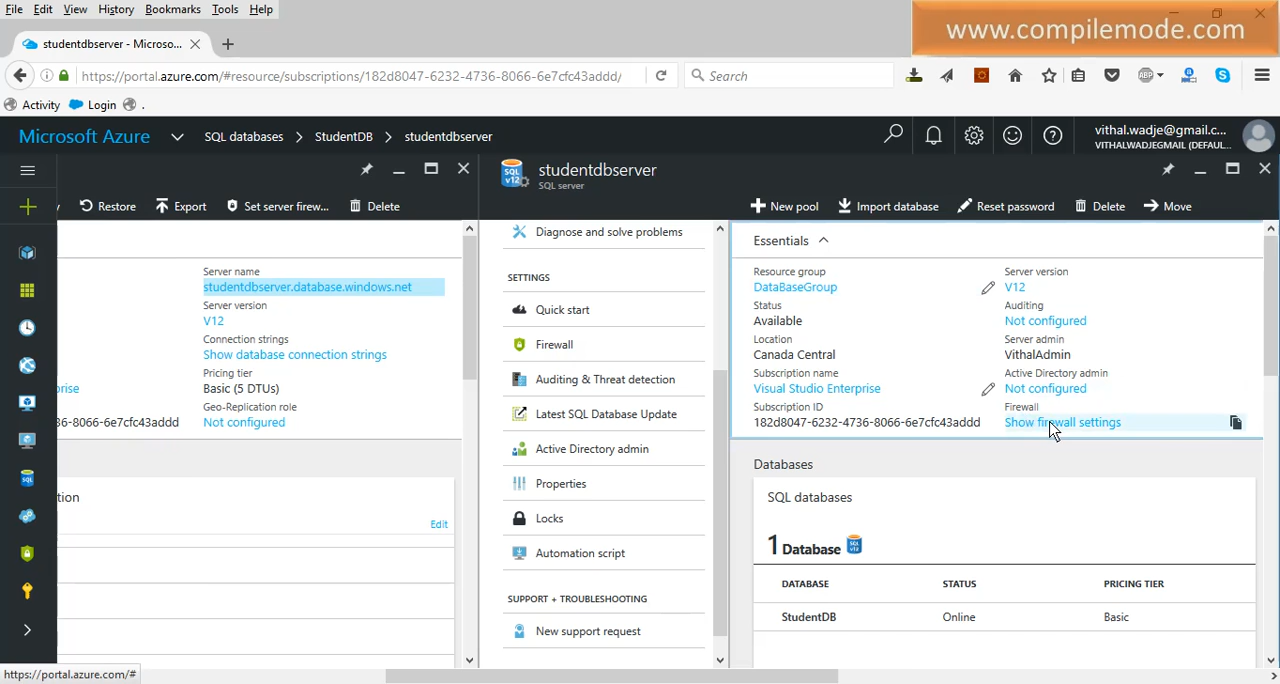 File Edit View History Bookmarks Tools Help
www.compilemode.com
studentdbserver - Microso...
https://portal.azure.com/#resource/subscriptions/182d8047-6232-4736-8066-6e7cfc43addd/
Search
ABP
Activity Login .
Microsoft Azure SQL databases > StudentDB > studentdbserver
vithal.wadje@gmail.c...
VITHALWADJEGMAIL (DEFAUL...
Restore Export Set server firew... Delete
Server name
studentdbserver.database.windows.net
Server version
V12
Connection strings
Show database connection strings
Pricing tier
rise Basic (5 DTUs)
Geo-Replication role
36-8066-6e7cfc43addd Not configured
tion
Edit
SQL v12
studentdbserver
SQL server
New pool Import database Reset password Delete Move
Diagnose and solve problems
SETTINGS
Quick start
Firewall
Auditing & Threat detection
Latest SQL Database Update
Active Directory admin
Properties
Locks
Automation script
SUPPORT + TROUBLESHOOTING
New support request
Essentials
Resource group Server version
DataBaseGroup V12
Status Auditing
Available Not configured
Location Server admin
Canada Central VithalAdmin
Subscription name Active Directory admin
Visual Studio Enterprise Not configured
Subscription ID Firewall
182d8047-6232-4736-8066-6e7cfc43addd Show firewall settings
Databases
SQL databases
1 Database
DATABASE STATUS PRICING TIER
StudentDB Online Basic
https://portal.azure.com/#